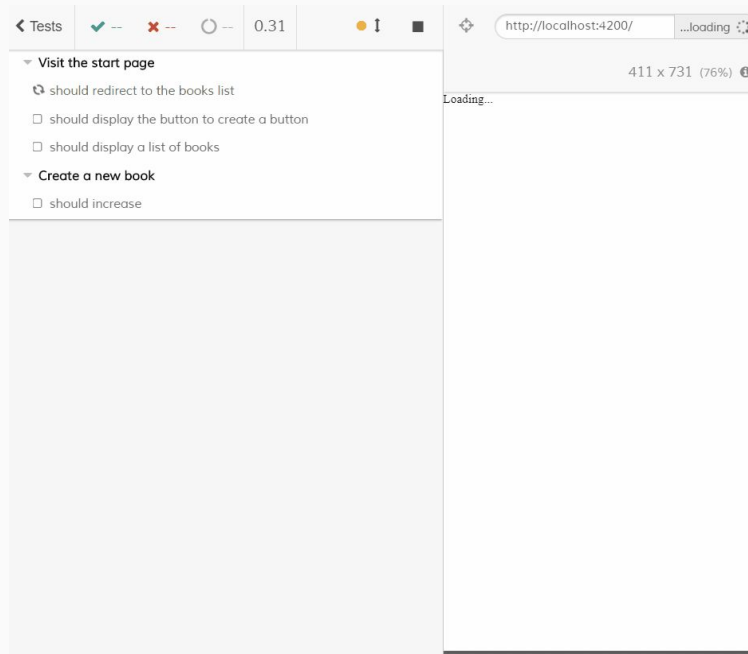 Tests -- -- -- 0.31
http://localhost:4200/ ...loading
411 x 731 (76%)
Visit the start page
should redirect to the books list
should display the button to create a button
should display a list of books
Create a new book
should increase
Loading...